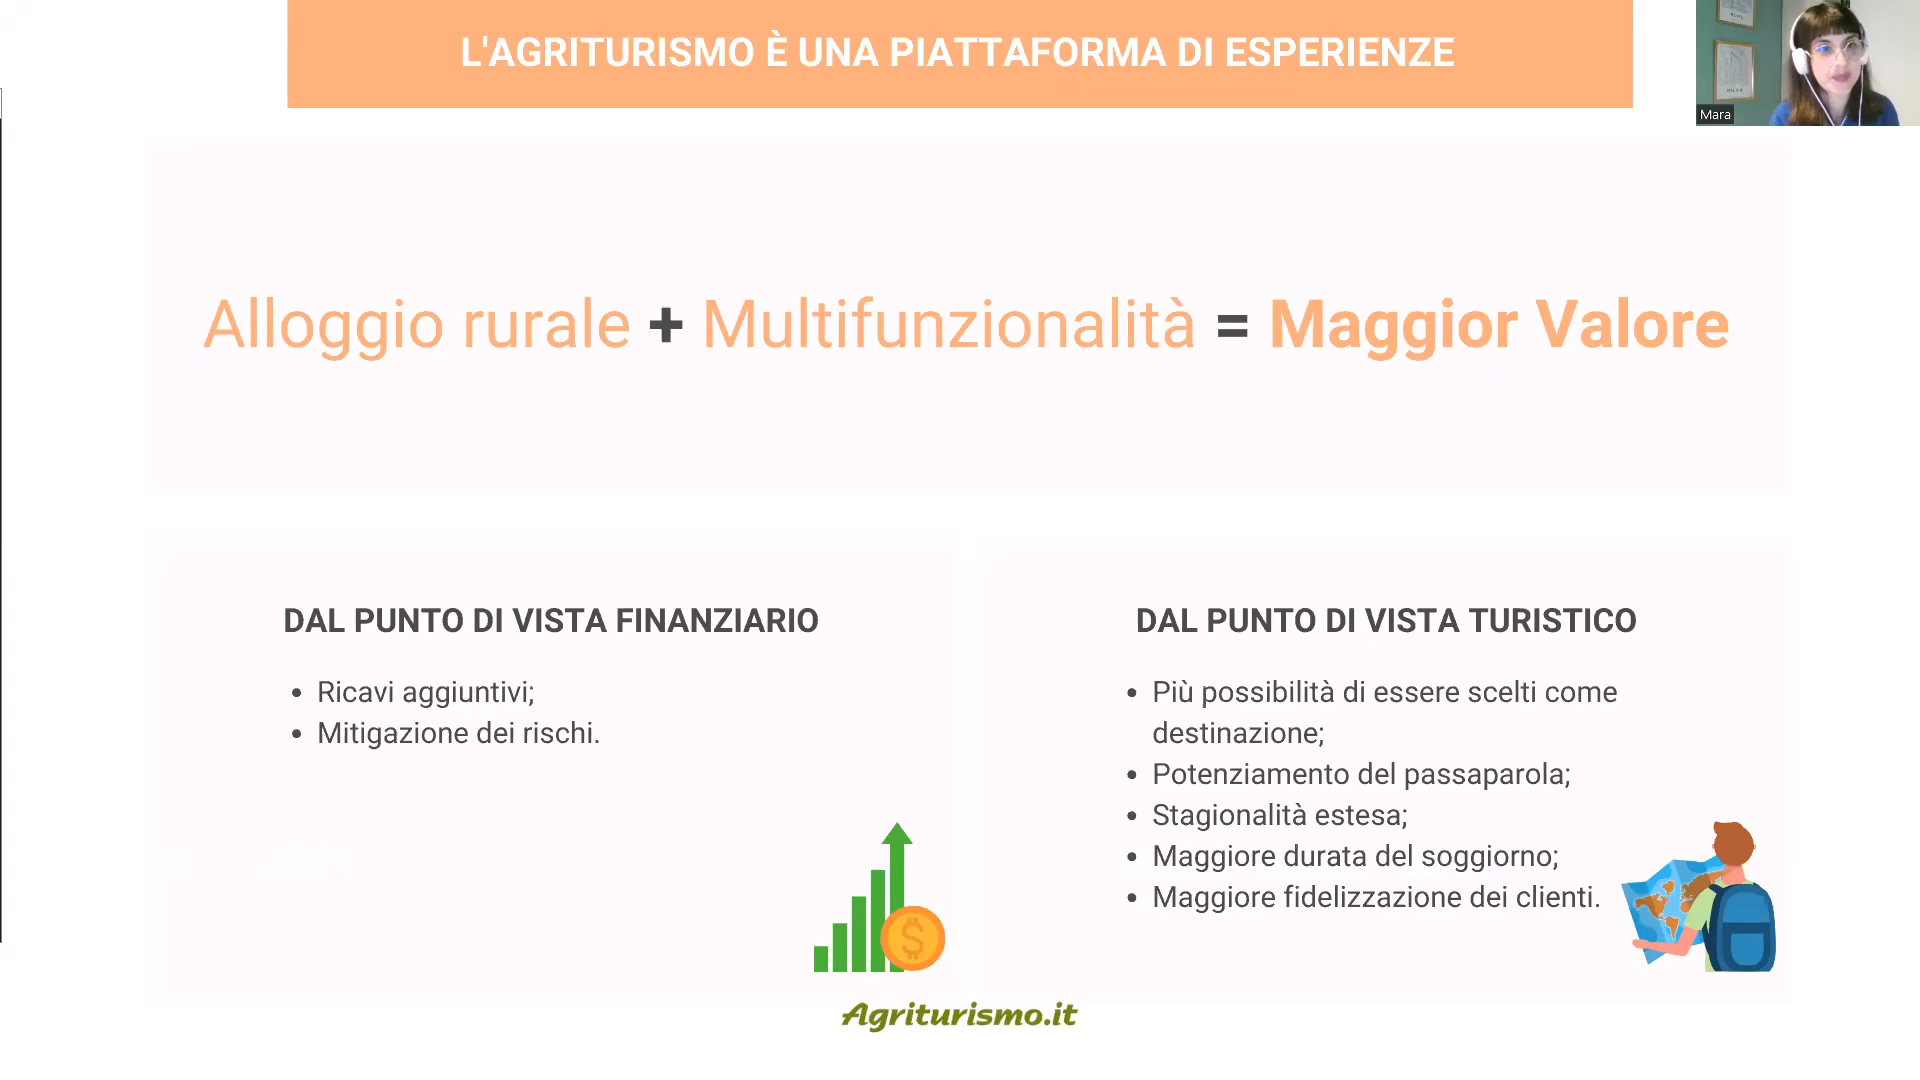 L'AGRITURISMO È UNA PIATTAFORMA DI ESPERIENZE
Mara
Alloggio rurale + Multifunzionalità = Maggior Valore
DAL PUNTO DI VISTA FINANZIARIO
• Ricavi aggiuntivi;
• Mitigazione dei rischi.
DAL PUNTO DI VISTA TURISTICO
• Più possibilità di essere scelti come
destinazione;
• Potenziamento del passaparola;
• Stagionalità estesa;
• Maggiore durata del soggiorno;
• Maggiore fidelizzazione dei clienti.
$
Agriturismo.it